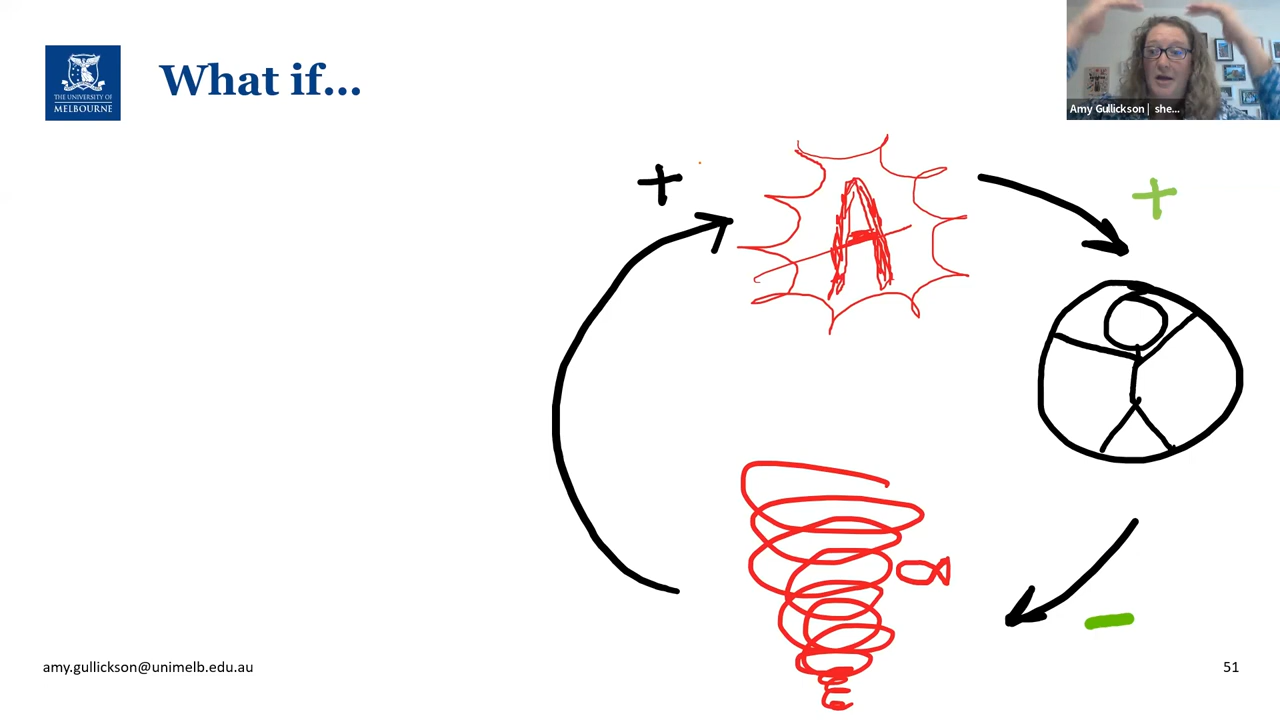 THE UNIVERSITY OF
MELBOURNE
What if...
Amy Gullickson | she...
+
A
+
-
amy.gullickson@unimelb.edu.au
51